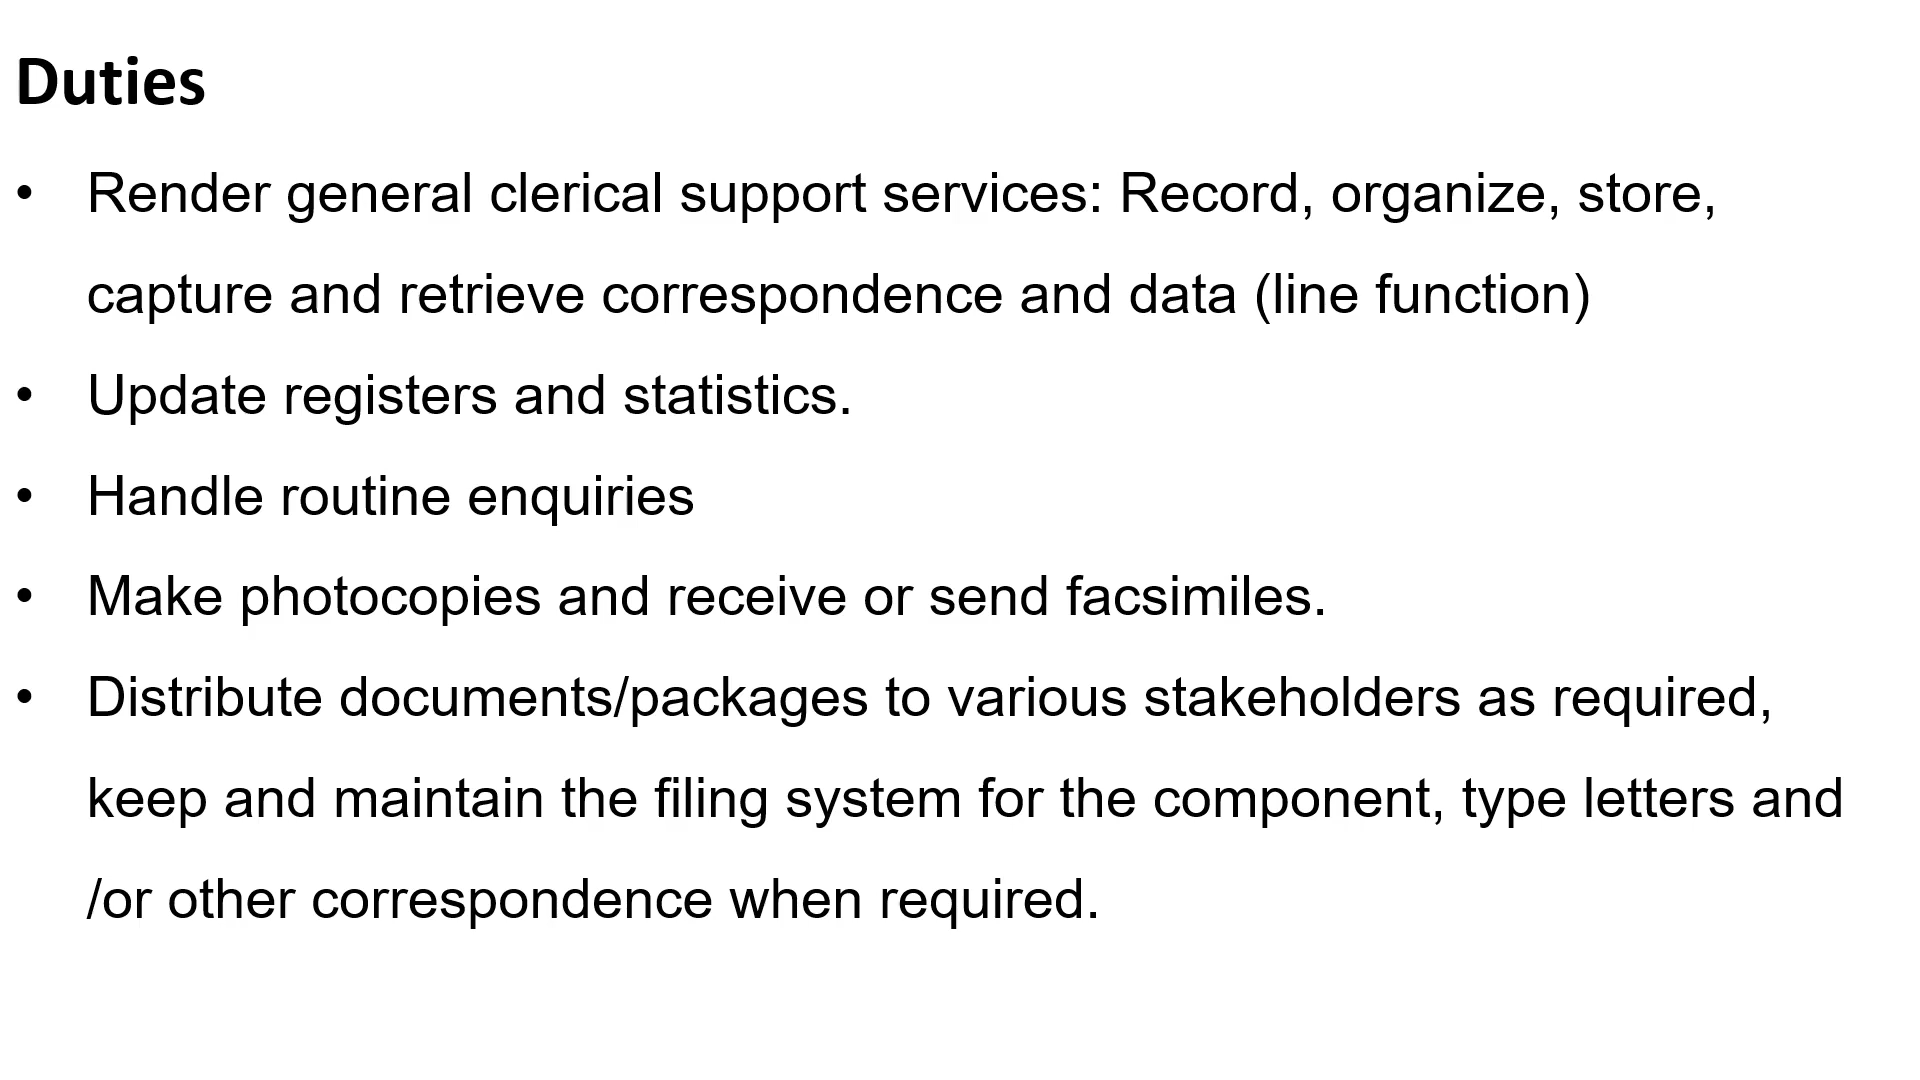 Duties
• Render general clerical support services: Record, organize, store,
capture and retrieve correspondence and data (line function)
• Update registers and statistics.
• Handle routine enquiries
• Make photocopies and receive or send facsimiles.
• Distribute documents/packages to various stakeholders as required,
keep and maintain the filing system for the component, type letters and
/or other correspondence when required.